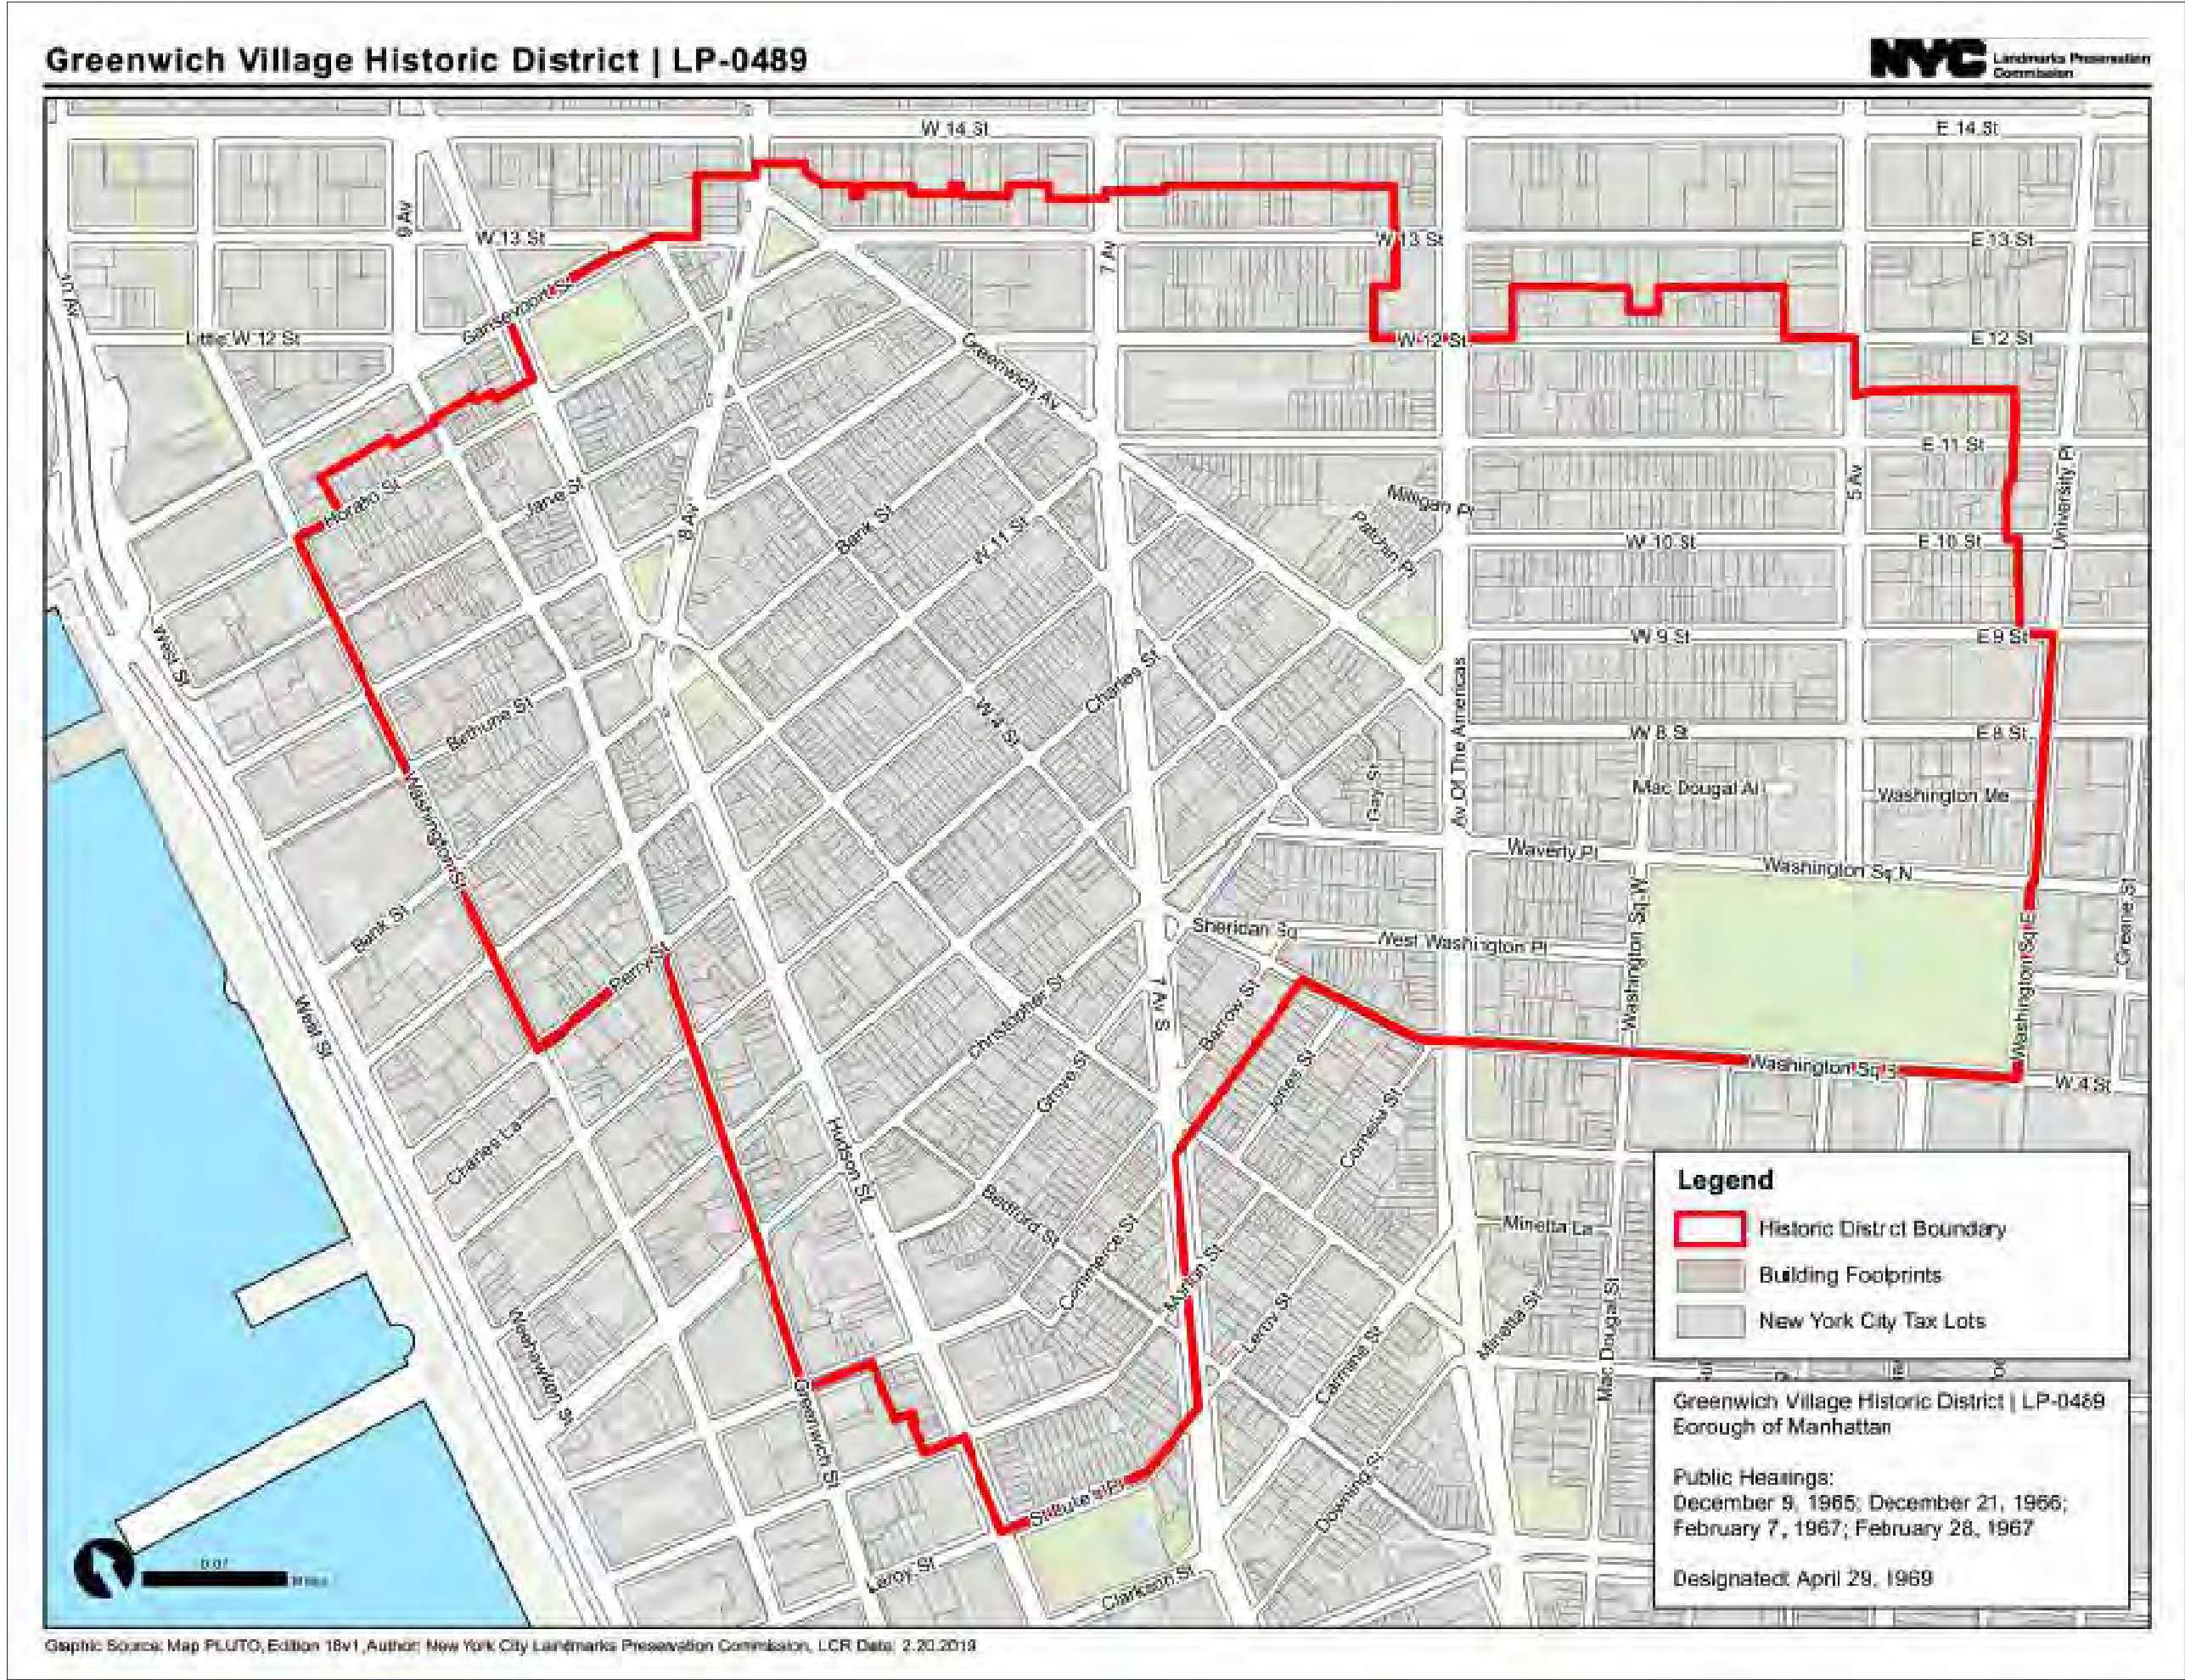 Greenwich Village Historic District | LP-0489
NYC Landmarks Preservation
Commission
W 14 St
E 14 St
9 Av
W 13 St
W 13 St
E 13 St
10 Av
7 Av
Gansevoort St
Little W 12 St
W 12 St
E 12 St
Greenwich Av
E 11 St
5 Av
University Pl
Horatio St
Jane St
8 Av
Bank St
W 11 St
Milligan Pl
Patchin Pl
W 10 St
E 10 St
West St
W 9 St
E 9 St
Charles St
W 4 St
Bethune St
Av Of The Americas
W 8 St
E 8 St
Gay St
Mac Dougal Al
Washington Me
Washington St
Waverly Pl
Washington Sq N
Washington Sq W
Washington Sq E
Greene St
Bank St
Perry St
Sheridan Sq
West Washington Pl
West St
7 Av S
Barrow St
Christopher St
Grove St
Jones St
Cornelia St
Washington Sq S
W 4 St
Charles La
Hudson St
Bedford St
Commerce St
Morton St
Minetta La
Leroy St
Minetta St
Mac Dougal St
Carmine St
Weehawken St
Greenwich St
Downing St
St Luke's Pl
Leroy St
Clarkson St
Legend
Historic District Boundary
Building Footprints
New York City Tax Lots
Greenwich Village Historic District | LP-0489
Borough of Manhattan
Public Hearings:
December 9, 1965; December 21, 1966;
February 7, 1967; February 28, 1967
Designated: April 29, 1969
0.07
Miles
Graphic Source: Map PLUTO, Edition 18v1, Author: New York City Landmarks Preservation Commission, LCR Date: 2.20.2019